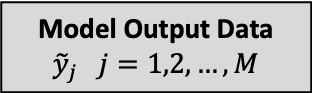 Model Output Data
ỹⱼ j = 1,2, … , M